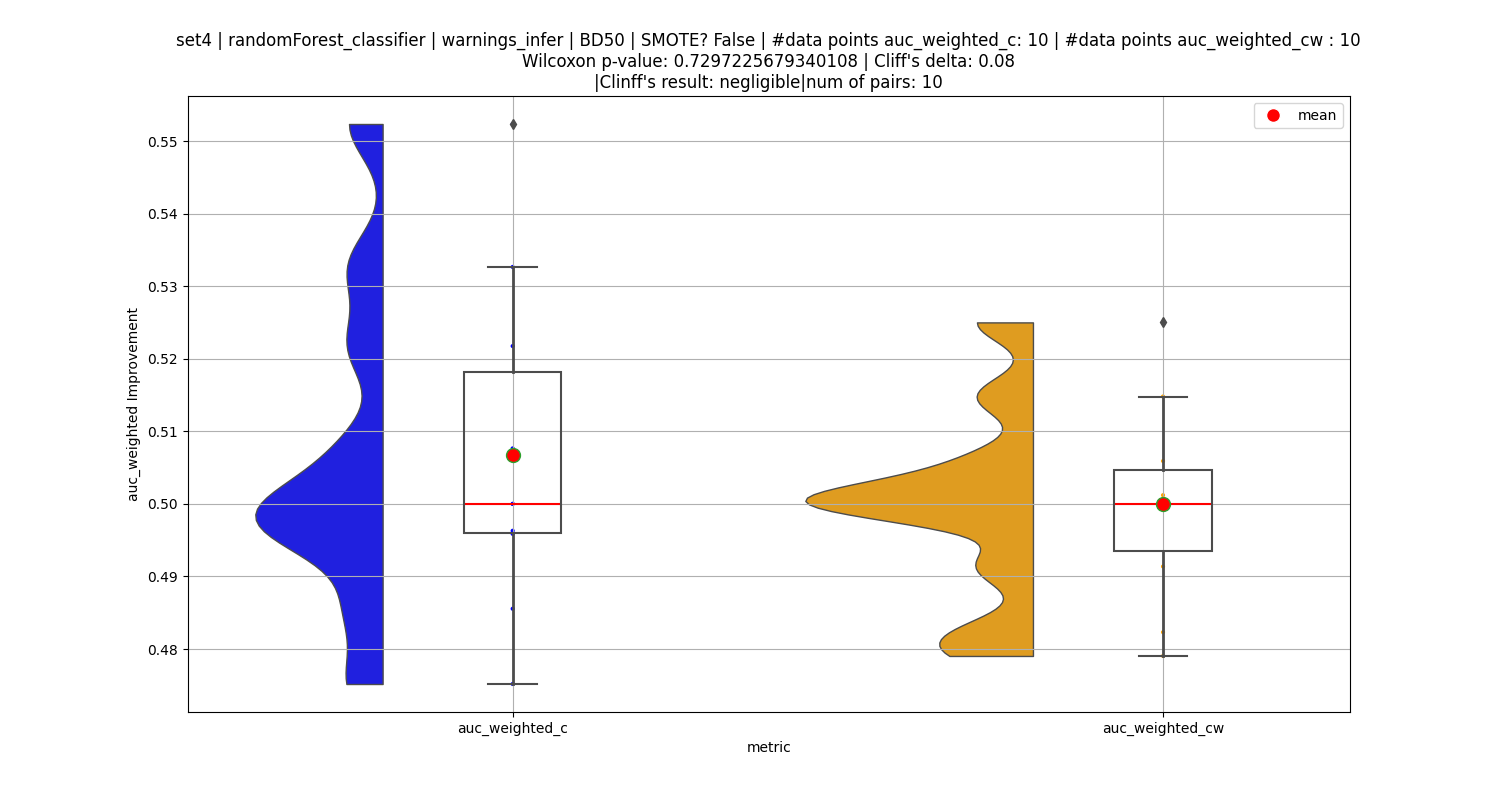 set4 | randomForest_classifier | warnings_infer | BD50 | SMOTE? False | #data points auc_weighted_c: 10 | #data points auc_weighted_cw : 10
Wilcoxon p-value: 0.7297225679340108 | Cliff's delta: 0.08
|Clinff's result: negligible|num of pairs: 10
mean
0.55
0.54
0.53
0.52
0.51
0.50
0.49
0.48
auc_weighted Improvement
auc_weighted_c
auc_weighted_cw
metric